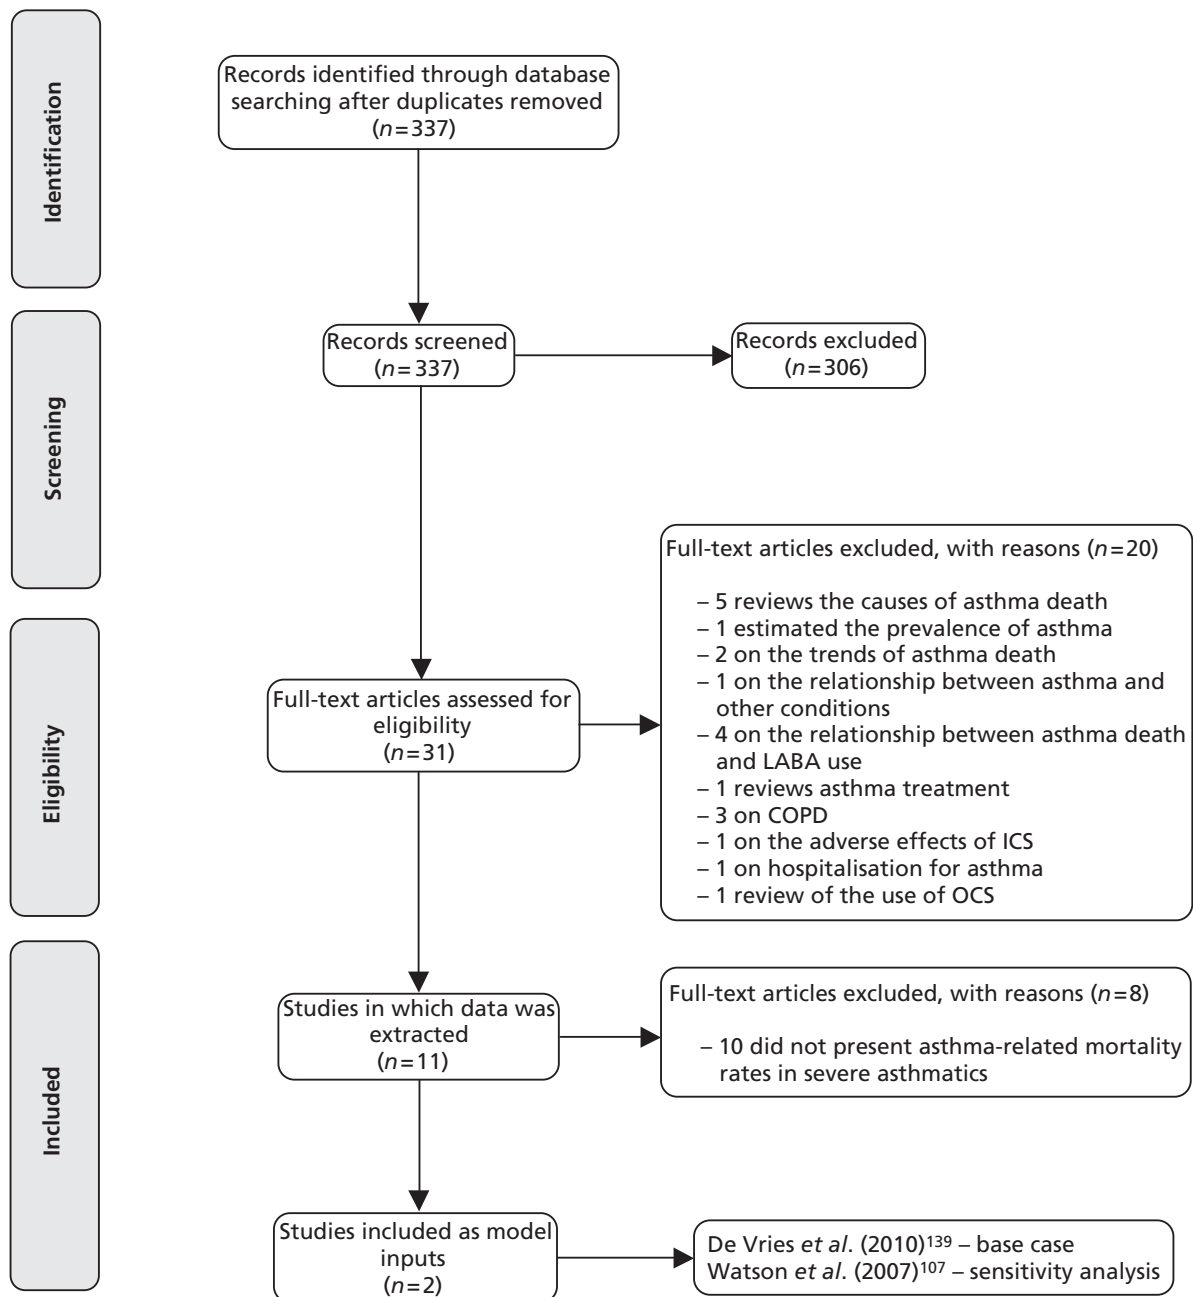 Identification
Records identified through database
searching after duplicates removed
(n=337)
Screening
Records screened
(n=337)
Records excluded
(n=306)
Eligibility
Full-text articles assessed for
eligibility
(n=31)
Full-text articles excluded, with reasons (n=20)
– 5 reviews the causes of asthma death
– 1 estimated the prevalence of asthma
– 2 on the trends of asthma death
– 1 on the relationship between asthma and
other conditions
– 4 on the relationship between asthma death
and LABA use
– 1 reviews asthma treatment
– 3 on COPD
– 1 on the adverse effects of ICS
– 1 on hospitalisation for asthma
– 1 review of the use of OCS
Included
Studies in which data was
extracted
(n=11)
Full-text articles excluded, with reasons (n=8)
– 10 did not present asthma-related mortality
rates in severe asthmatics
Studies included as model
inputs
(n=2)
De Vries et al. (2010)139 – base case
Watson et al. (2007)107 – sensitivity analysis